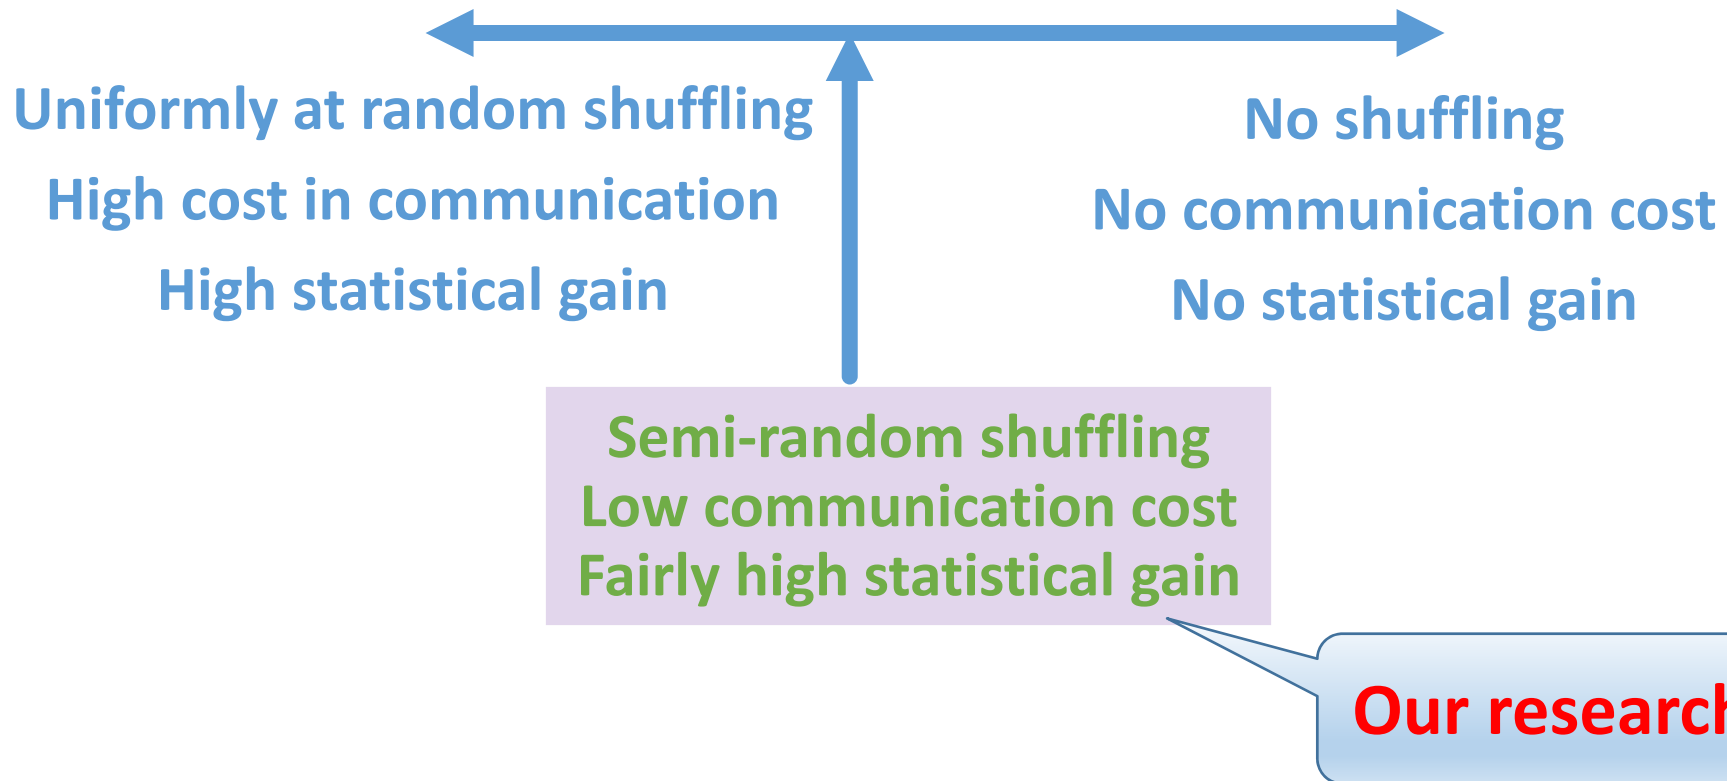 Uniformly at random shuffling
High cost in communication
High statistical gain
No shuffling
No communication cost
No statistical gain
Semi-random shuffling
Low communication cost
Fairly high statistical gain
Our research